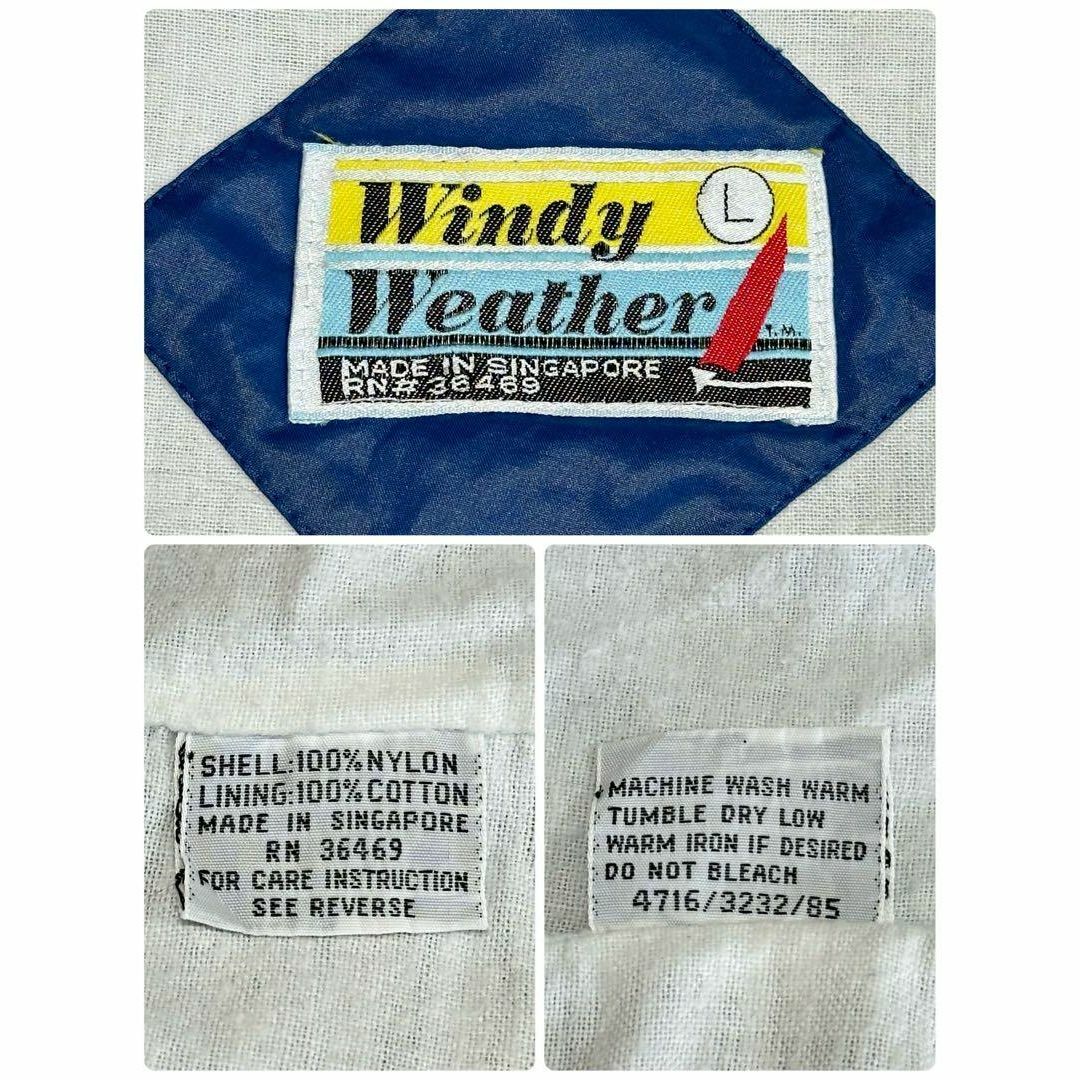 Windy L
Weather T.M.
MADE IN SINGAPORE
RN# 36469
SHELL:100%NYLON
LINING:100%COTTON
MADE IN SINGAPORE
RN 36469
FOR CARE INSTRUCTION
SEE REVERSE
MACHINE WASH WARM
TUMBLE DRY LOW
WARM IRON IF DESIRED
DO NOT BLEACH
4716/3232/85